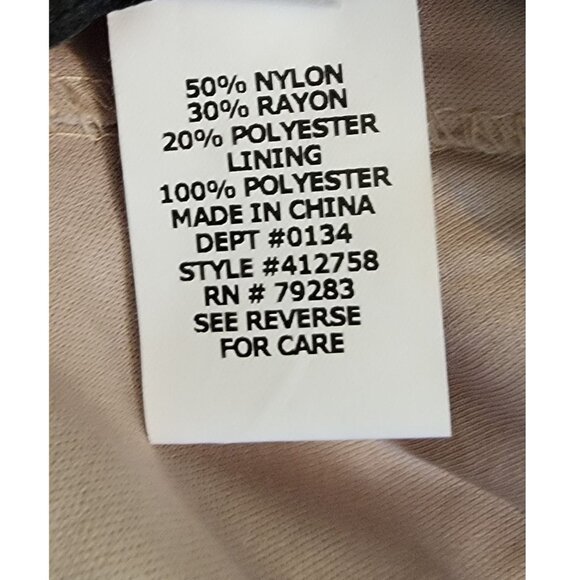 50% NYLON
30% RAYON
20% POLYESTER
LINING
100% POLYESTER
MADE IN CHINA
DEPT #0134
STYLE #412758
RN # 79283
SEE REVERSE
FOR CARE